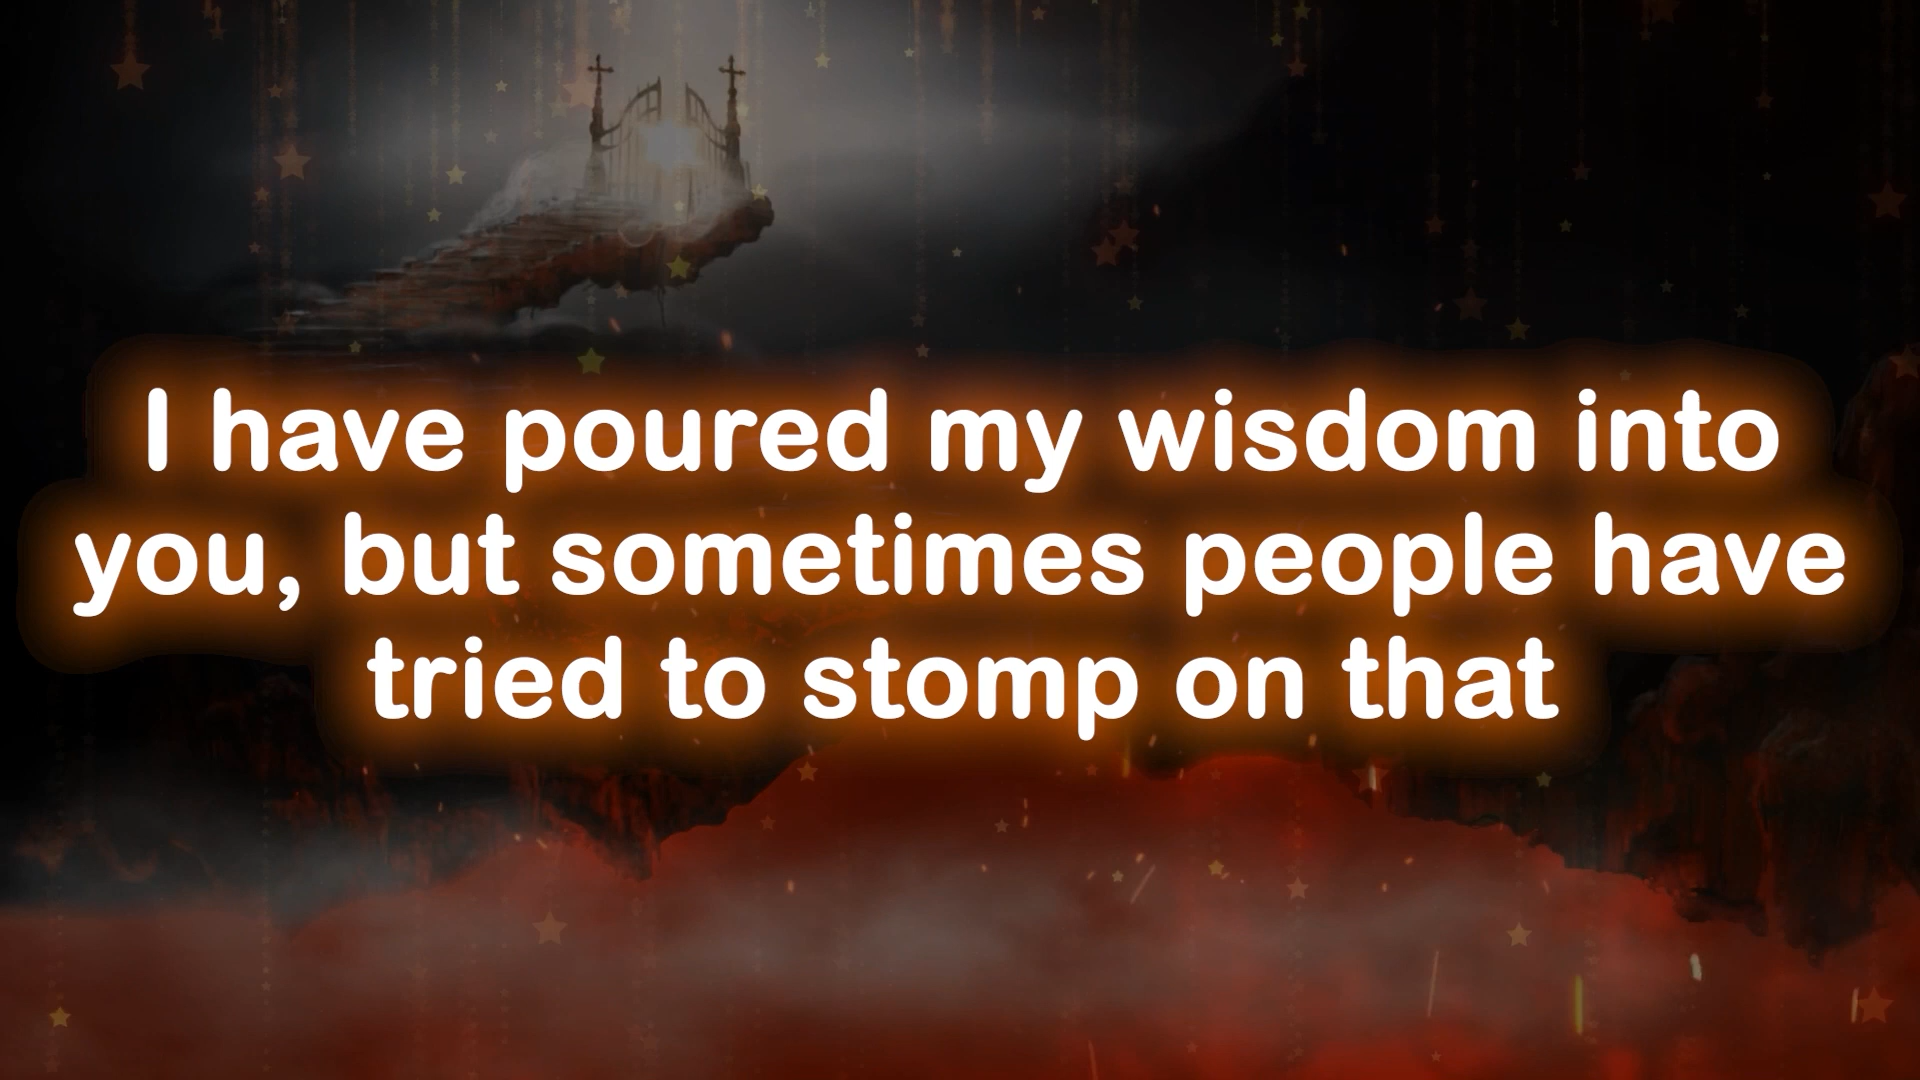 I have poured my wisdom into
you, but sometimes people have
tried to stomp on that